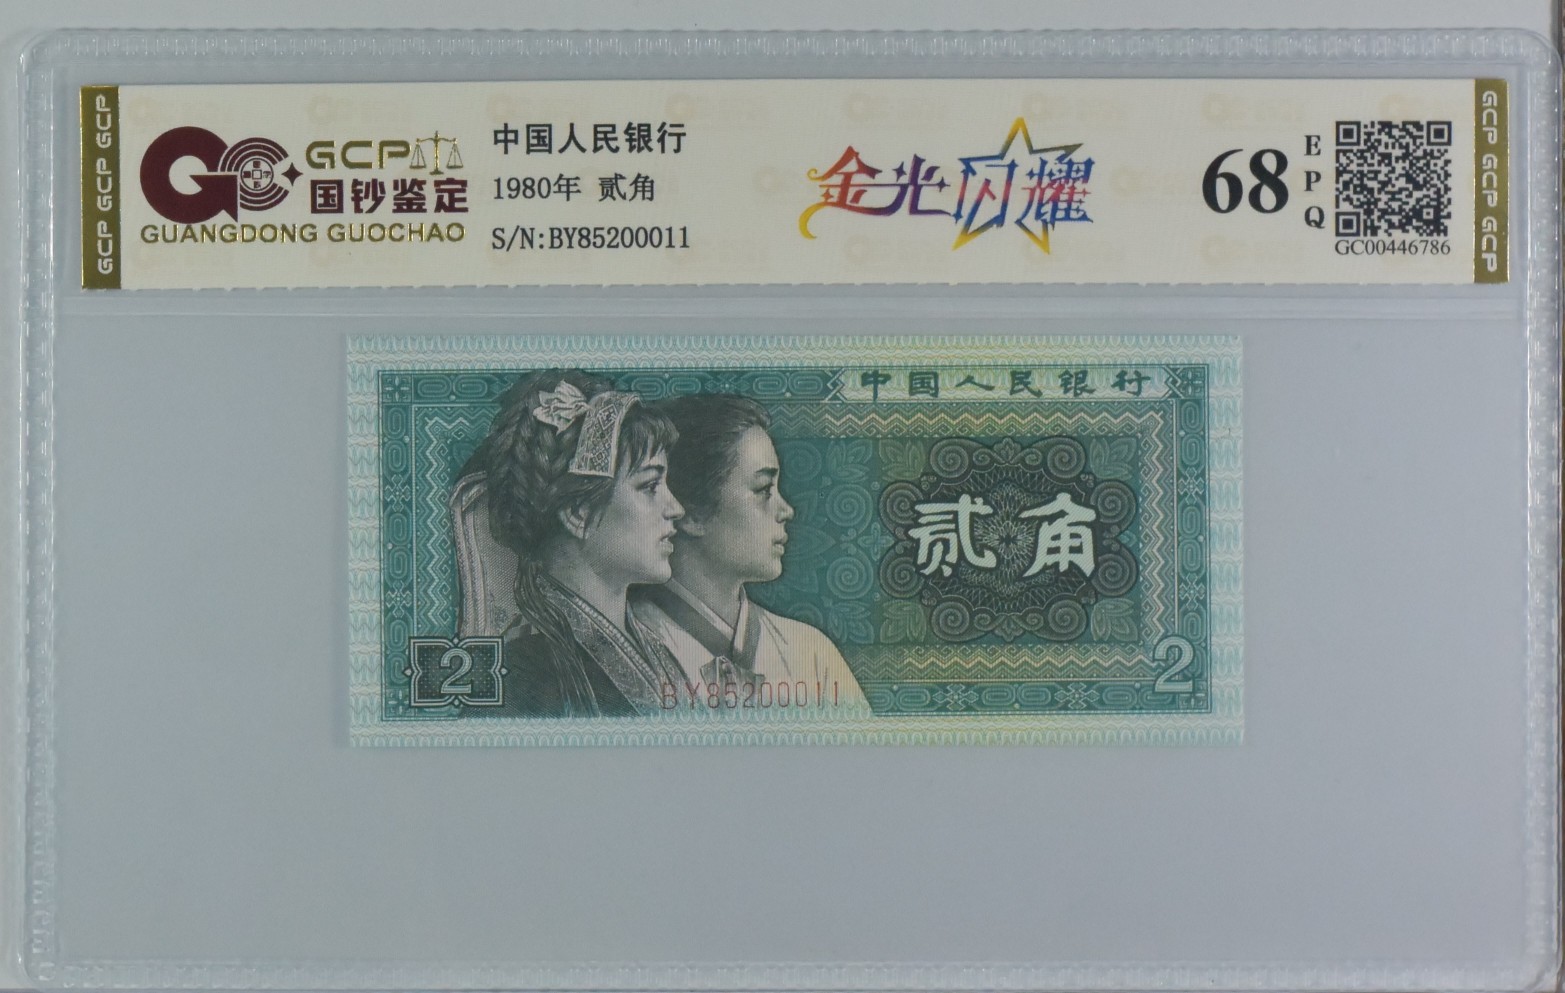 GCP GCP GCP
GCP
国钞鉴定
GUANGDONG GUOCHAO
中国人民银行
1980年 贰角
S/N:BY85200011
金光闪耀
68
EPQ
GC00446786
GCP GCP GCP
中国人民银行
贰角
2
2
BY85200011